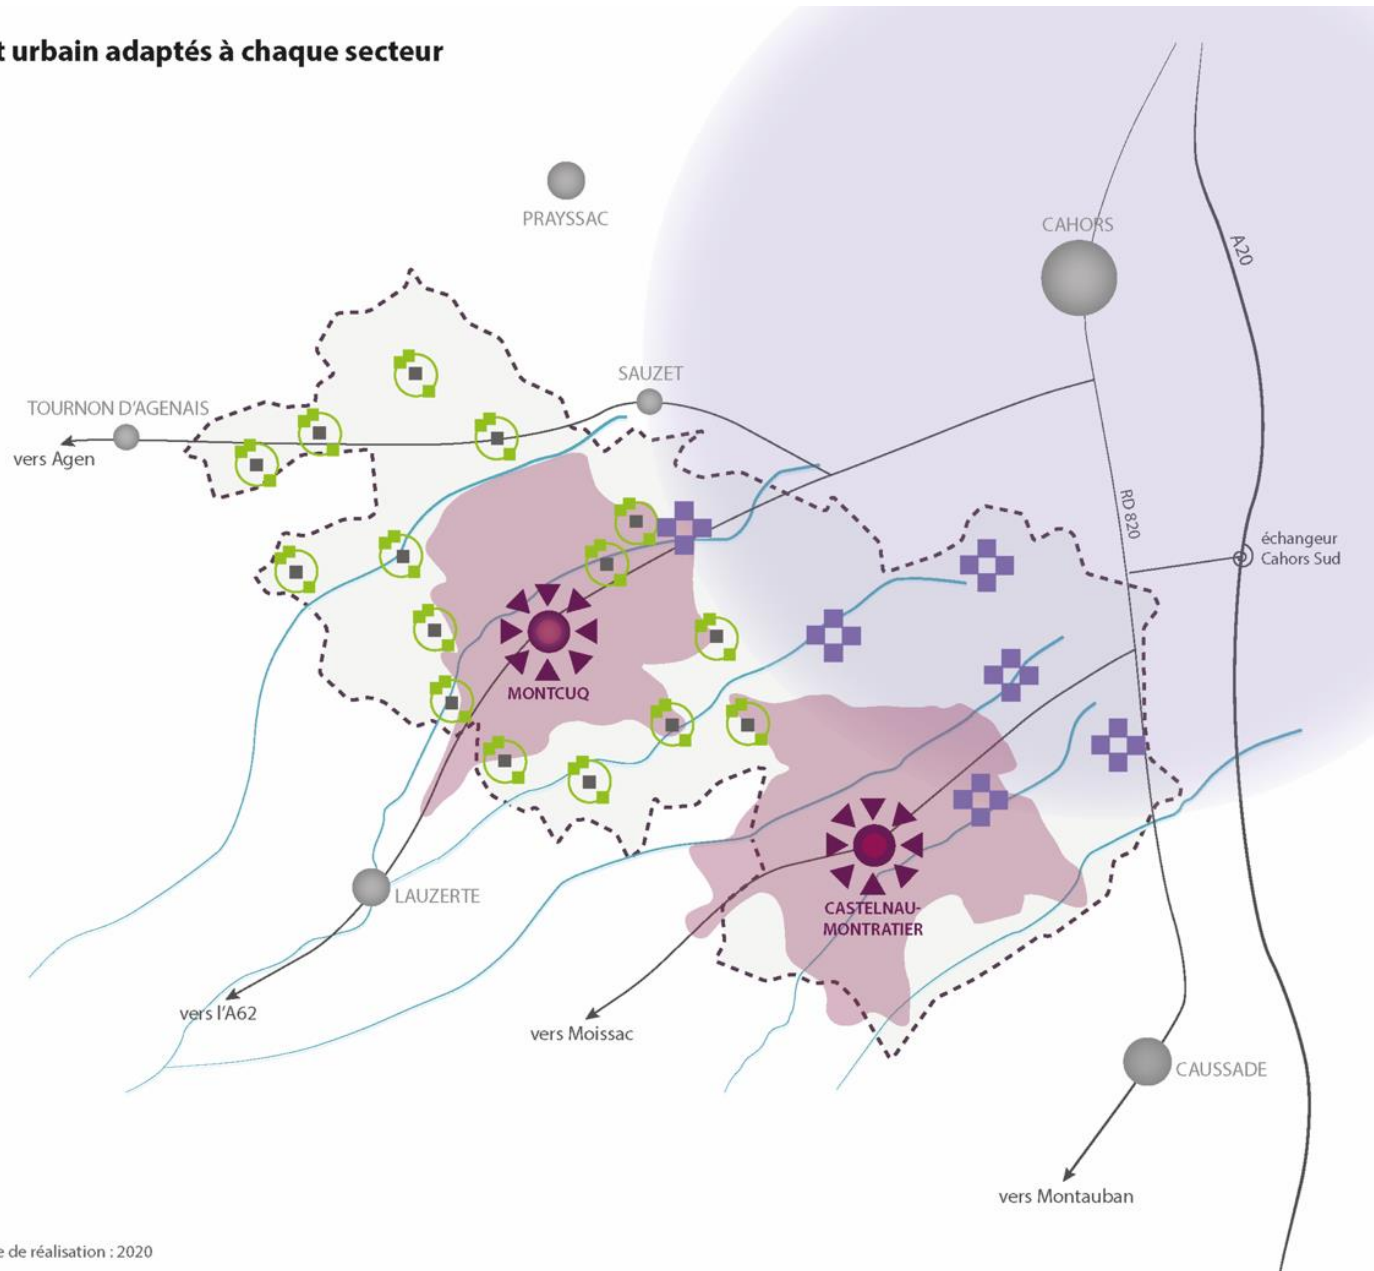 t urbain adaptés à chaque secteur
PRAYSSAC
CAHORS
A20
SAUZET
TOURNON D'AGENAIS
vers Agen
RD 820
échangeur
Cahors Sud
MONTCUQ
LAUZERTE
CASTELNAU-
MONTRATIER
vers l'A62
vers Moissac
CAUSSADE
vers Montauban
e de réalisation : 2020